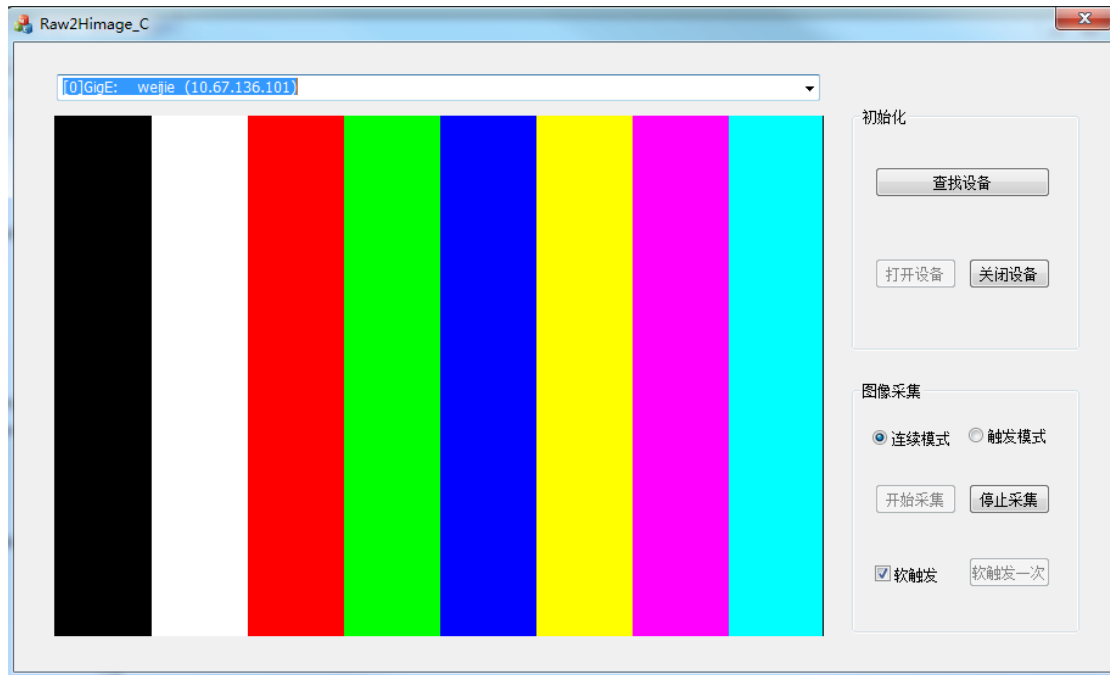 Raw2Himage_C
[0]GigE: weijie (10.67.136.101)
初始化
查找设备
打开设备 关闭设备
图像采集
连续模式 触发模式
开始采集 停止采集
软触发 软触发一次